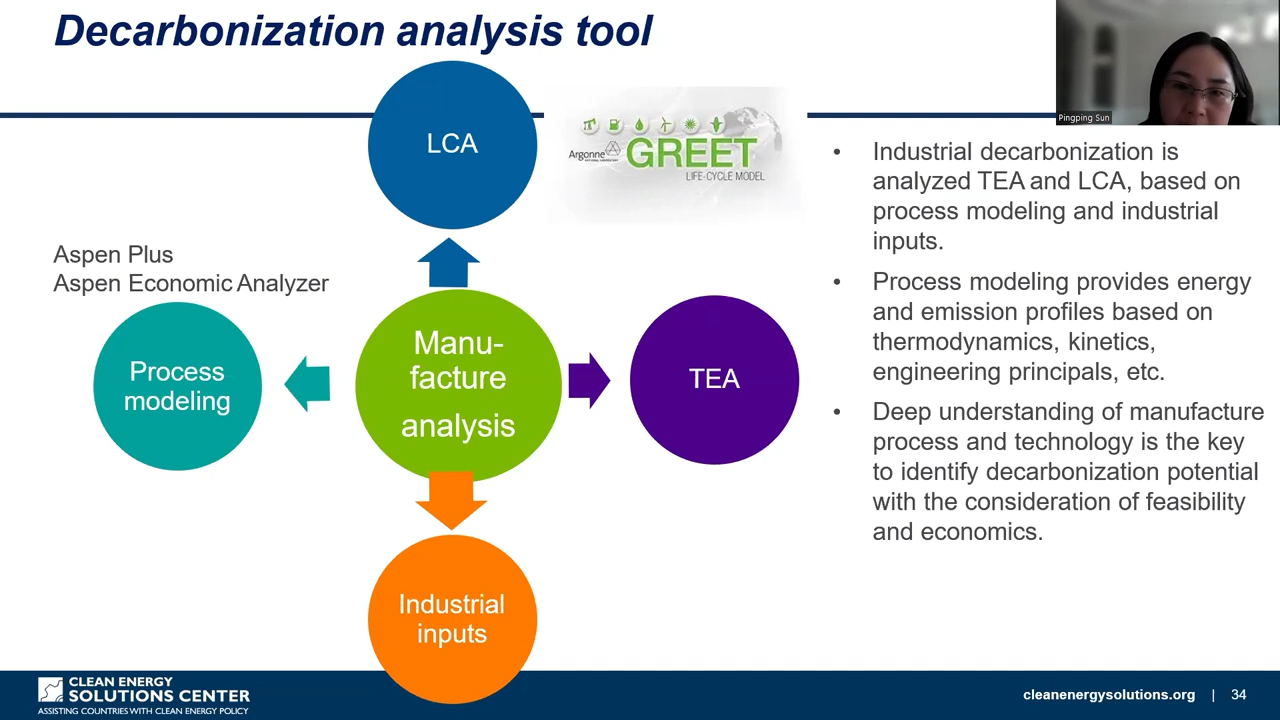 Decarbonization analysis tool
Pingping Sun
LCA
Argonne
NATIONAL LABORATORY
GREET
LIFE-CYCLE MODEL
Aspen Plus
Aspen Economic Analyzer
Process
modeling
Manu-
facture
analysis
TEA
Industrial
inputs
• Industrial decarbonization is
analyzed TEA and LCA, based on
process modeling and industrial
inputs.
• Process modeling provides energy
and emission profiles based on
thermodynamics, kinetics,
engineering principals, etc.
• Deep understanding of manufacture
process and technology is the key
to identify decarbonization potential
with the consideration of feasibility
and economics.
CLEAN ENERGY
SOLUTIONS CENTER
ASSISTING COUNTRIES WITH CLEAN ENERGY POLICY
cleanenergysolutions.org | 34